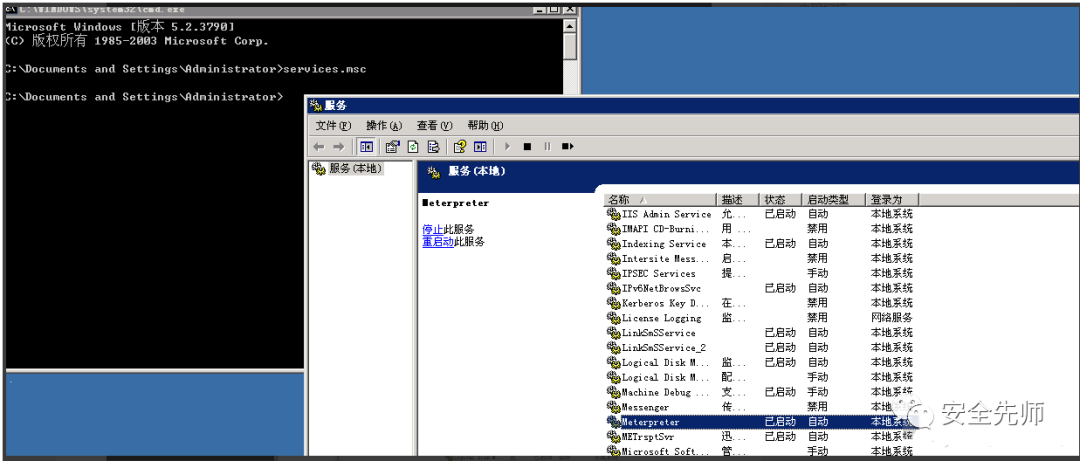 C:\WINDOWS\system32\cmd.exe
Microsoft Windows [版本 5.2.3790]
(C) 版权所有 1985-2003 Microsoft Corp.
C:\Documents and Settings\Administrator>services.msc
C:\Documents and Settings\Administrator>
服务
文件(F) 操作(A) 查看(V) 帮助(H)
服务(本地)
服务(本地)
Meterpreter
停止此服务
重启动此服务
名称 描述 状态 启动类型 登录为
IIS Admin Service 允... 已启动 自动 本地系统
IMAPI CD-Burni... 用 ... 禁用 本地系统
Indexing Service 本... 已启动 自动 本地系统
Intersite Mess... 启... 禁用 本地系统
IPSEC Services 提... 手动 本地系统
IPv6NetBrowsSvc 已启动 自动 本地系统
Kerberos Key D... 在... 禁用 本地系统
License Logging 监... 禁用 网络服务
LinkSmSService 已启动 自动 本地系统
LinkSmSService_2 已启动 自动 本地系统
Logical Disk M... 监... 已启动 自动 本地系统
Logical Disk M... 配... 手动 本地系统
Machine Debug ... 支... 已启动 手动 本地系统
Messenger 传... 禁用 本地系统
Meterpreter 已启动 自动 本地系统
METrsptSvr 迅... 已启动 自动 本地系统
Microsoft Soft... 管... 手动 本地系统
安全先师